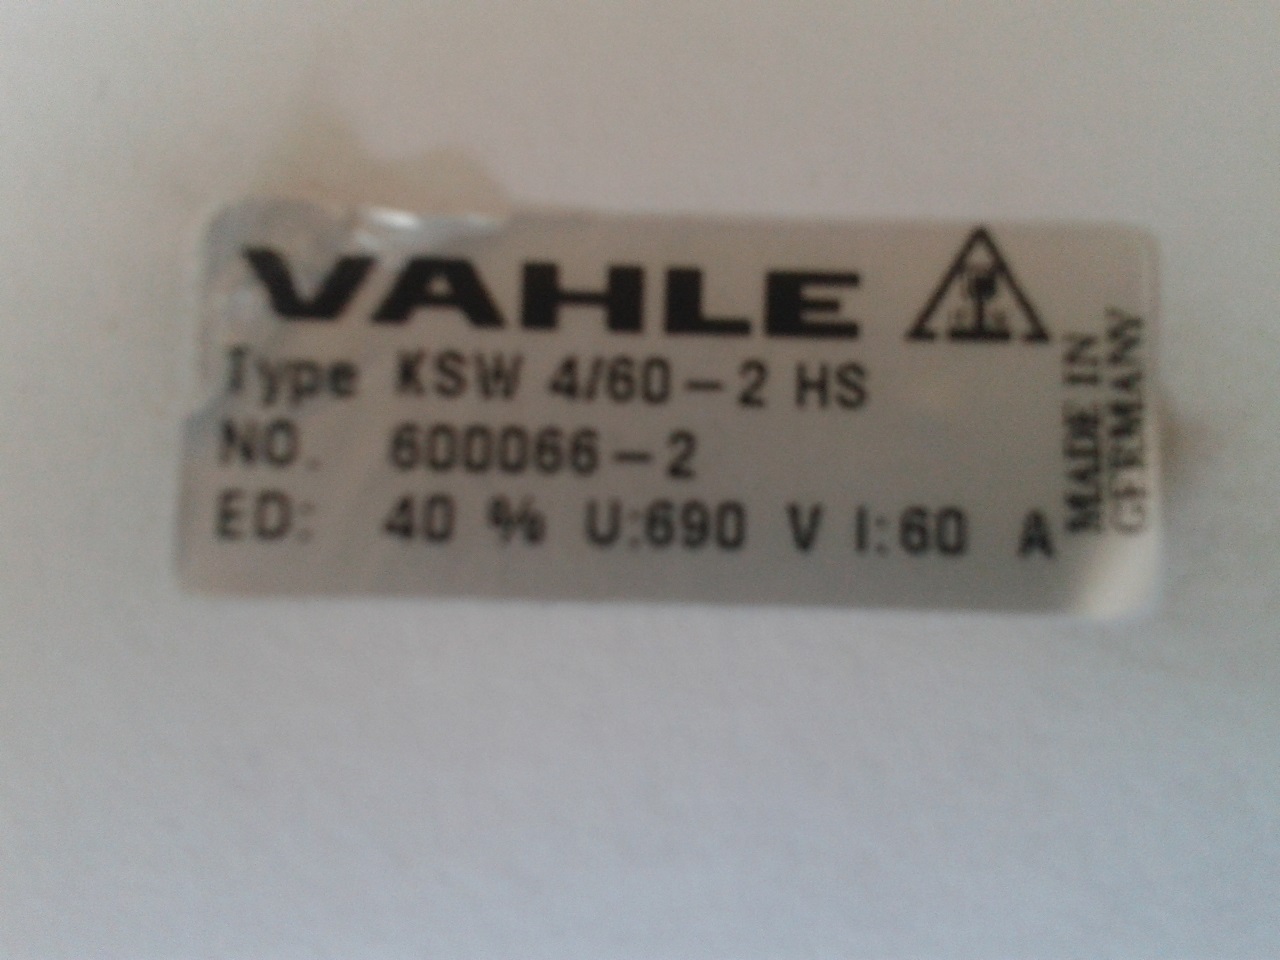 VAHLE
Type KSW 4/60-2 HS
NO. 600066-2
ED: 40 % U:690 V I:60 A
MADE IN
GERMANY